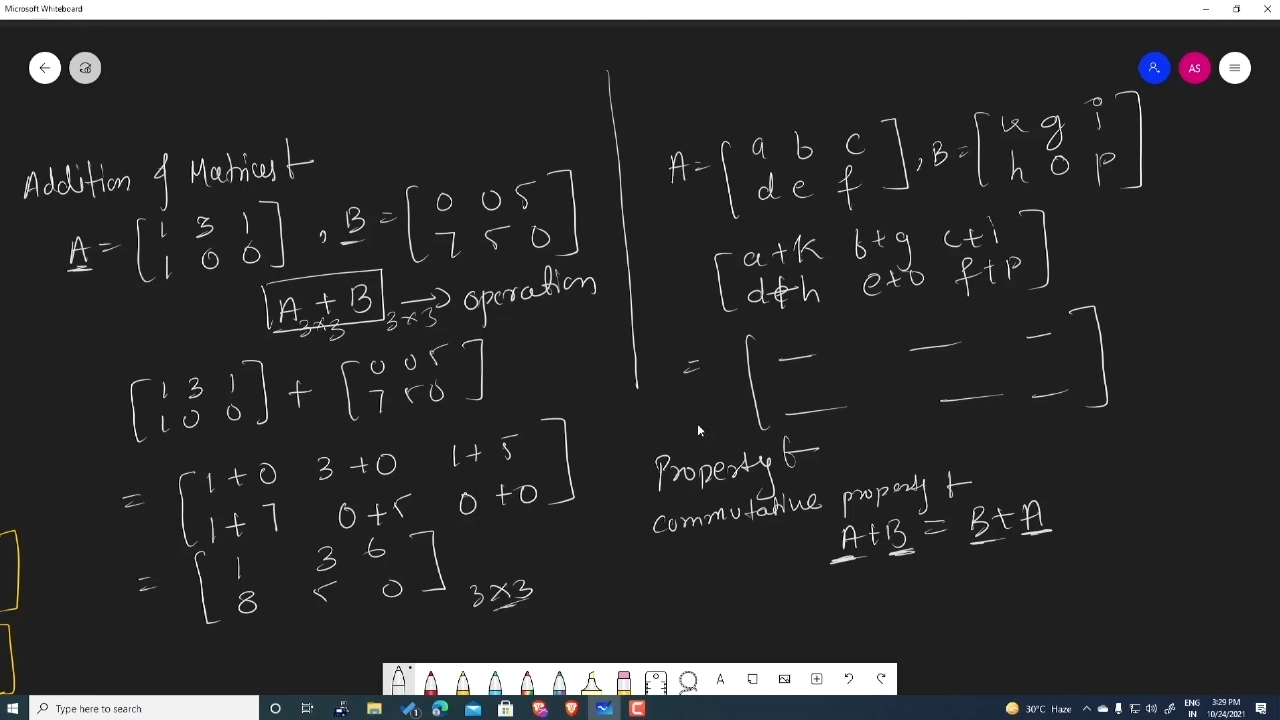 Microsoft Whiteboard
AS
Addition of Matrices:-
A = [ 1 3 1
1 0 0 ] , B = [ 0 0 5
7 5 0 ]
A + B → operation
3×3 3×3
[ 1 3 1
1 0 0 ] + [ 0 0 5
7 5 0 ]
= [ 1+0 3+0 1+5
1+7 0+5 0+0 ]
= [ 1 3 6
8 5 0 ] 3×3
A = [ a b c
d e f ] , B = [ k g i
h o p ]
[ a+k b+g c+i
d+h e+o f+p ]
= [ — — —
— — — ]
Property :-
commutative property :-
A+B = B+A
Type here to search
30°C Haze
ENG
IN
3:29 PM
10/24/2021